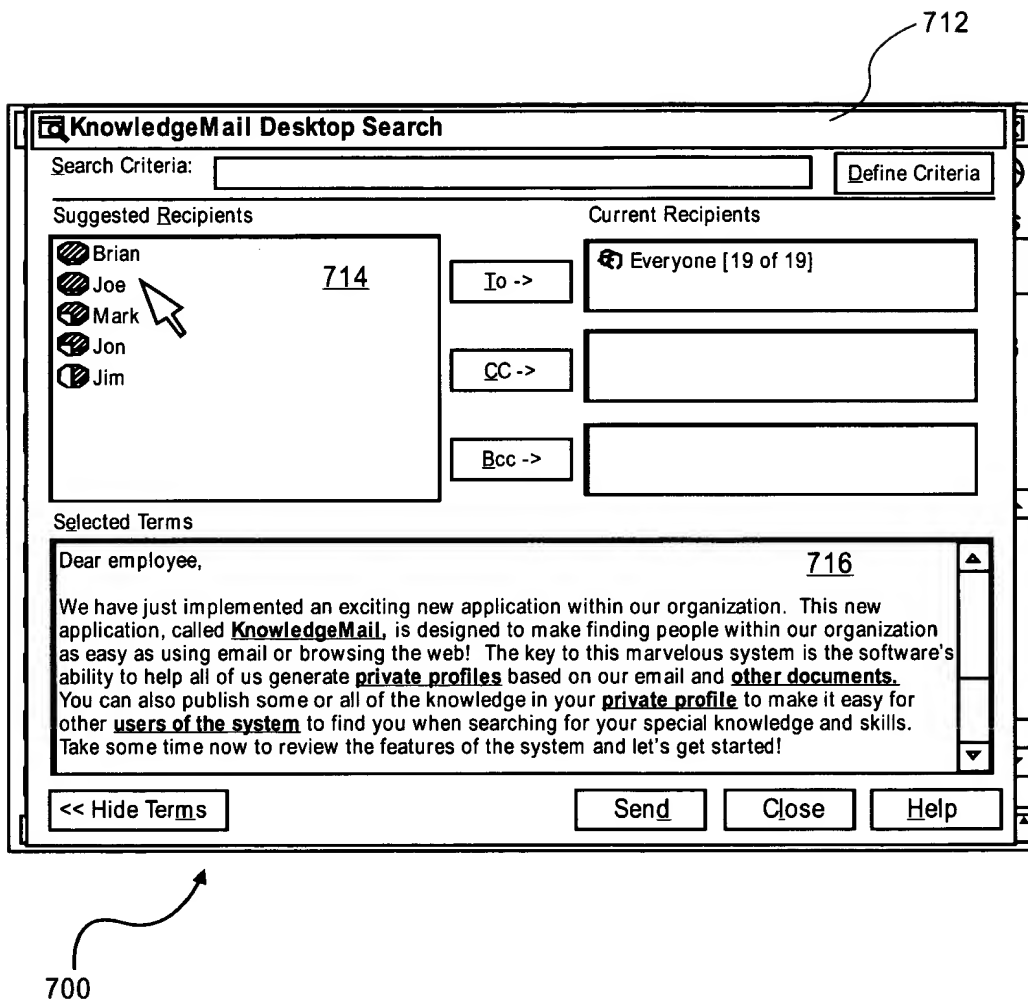 712
KnowledgeMail Desktop Search
Search Criteria:
Define Criteria
Suggested Recipients
Current Recipients
Brian
Joe
Mark
Jon
Jim
714
To ->
CC ->
Bcc ->
Everyone [19 of 19]
Selected Terms
Dear employee,
716
We have just implemented an exciting new application within our organization. This new
application, called KnowledgeMail, is designed to make finding people within our organization
as easy as using email or browsing the web! The key to this marvelous system is the software's
ability to help all of us generate private profiles based on our email and other documents.
You can also publish some or all of the knowledge in your private profile to make it easy for
other users of the system to find you when searching for your special knowledge and skills.
Take some time now to review the features of the system and let's get started!
<< Hide Terms
Send
Close
Help
700